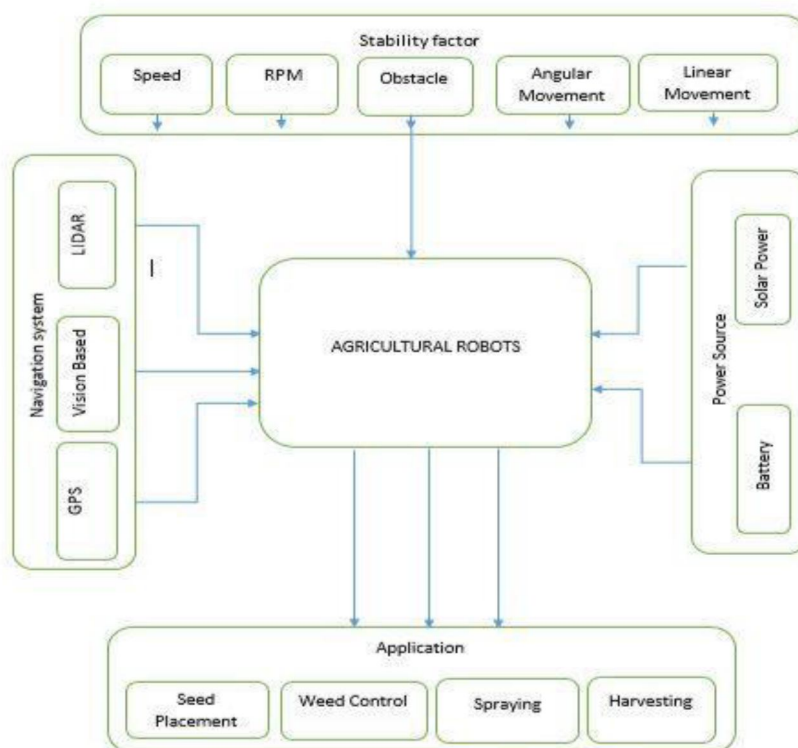 Stability factor
Speed
RPM
Obstacle
Angular
Movement
Linear
Movement
Navigation system
LIDAR
Vision Based
GPS
AGRICULTURAL ROBOTS
Power Source
Solar Power
Battery
Application
Seed
Placement
Weed Control
Spraying
Harvesting